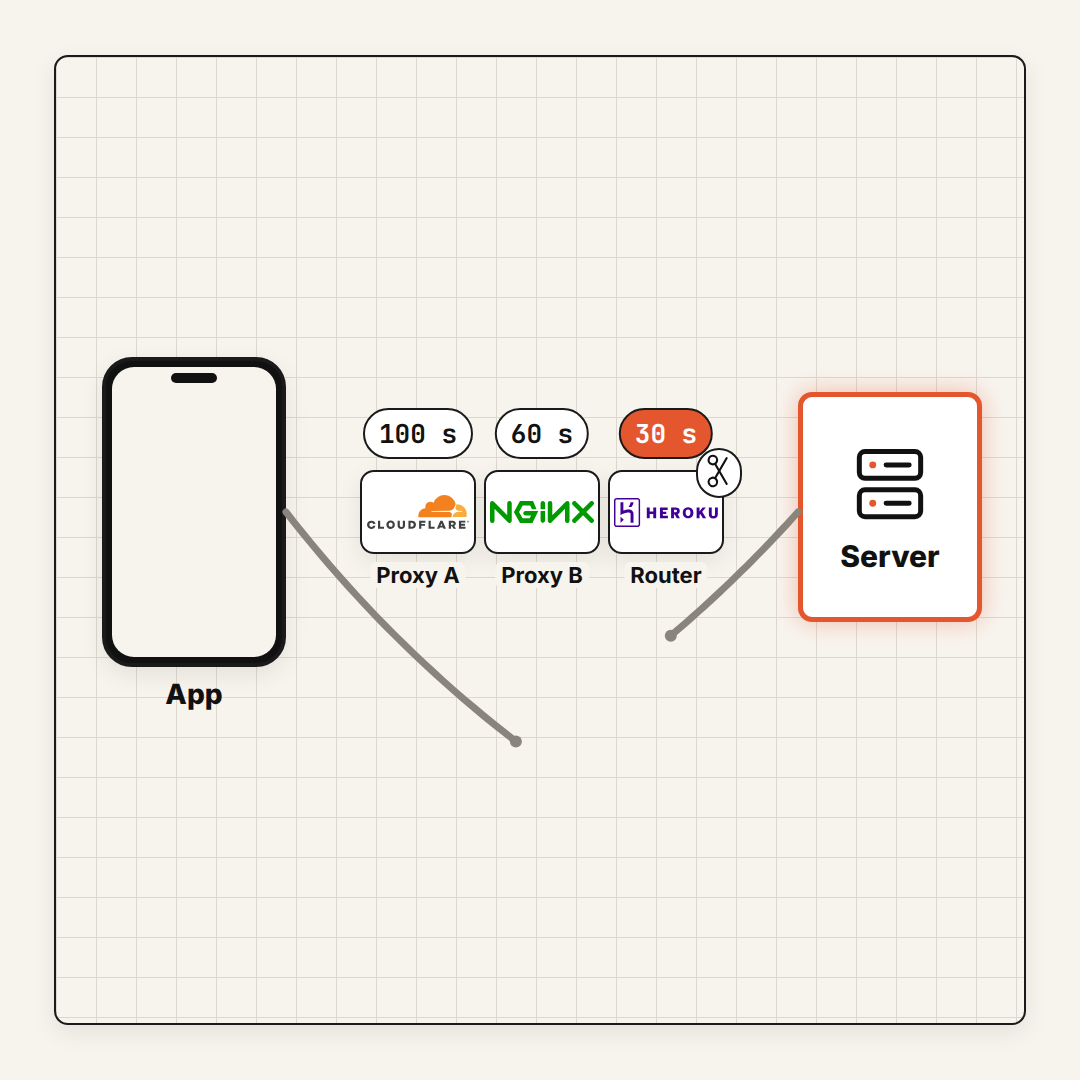 100 s
60 s
30 s
CLOUDFLARE
NGINX
HEROKU
Proxy A
Proxy B
Router
Server
App